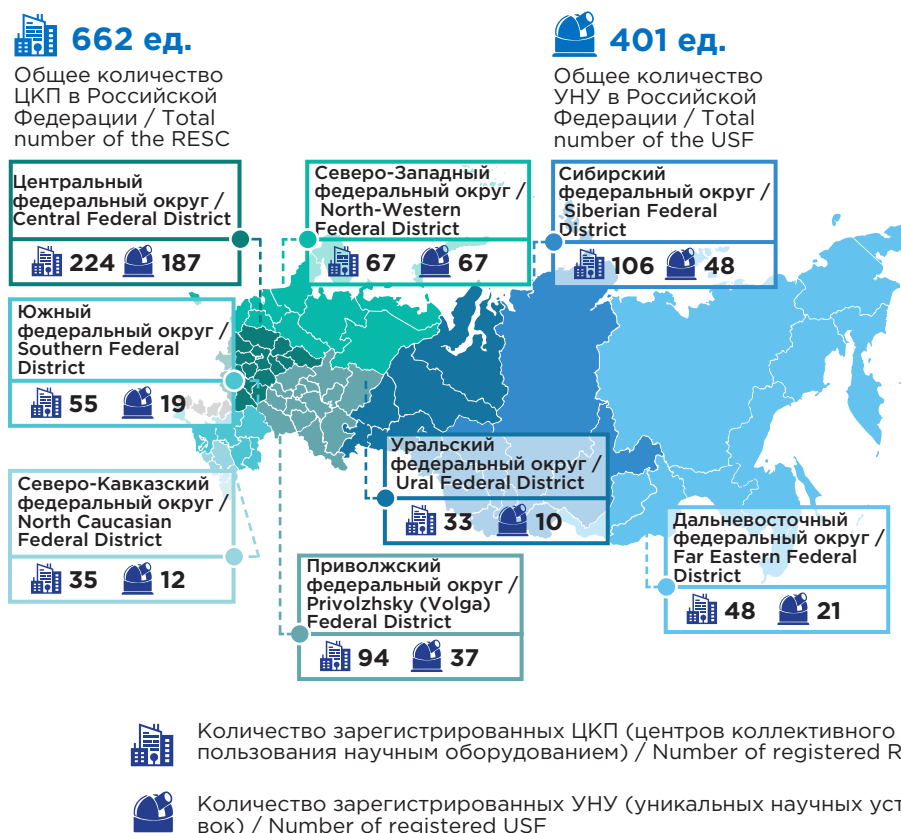 662 ед.
Общее количество
ЦКП в Российской
Федерации / Total
number of the RESC
401 ед.
Общее количество
УНУ в Российской
Федерации / Total
number of the USF
Центральный
федеральный округ /
Central Federal District
224 187
Северо-Западный
федеральный округ /
North-Western
Federal District
67 67
Сибирский
федеральный округ /
Siberian Federal
District
106 48
Южный
федеральный округ /
Southern Federal
District
55 19
Уральский
федеральный округ /
Ural Federal District
33 10
Северо-Кавказский
федеральный округ /
North Caucasian
Federal District
35 12
Дальневосточный
федеральный округ /
Far Eastern Federal
District
48 21
Приволжский
федеральный округ /
Privolzhsky (Volga)
Federal District
94 37
Количество зарегистрированных ЦКП (центров коллективного
пользования научным оборудованием) / Number of registered R
Количество зарегистрированных УНУ (уникальных научных уст
вок) / Number of registered USF